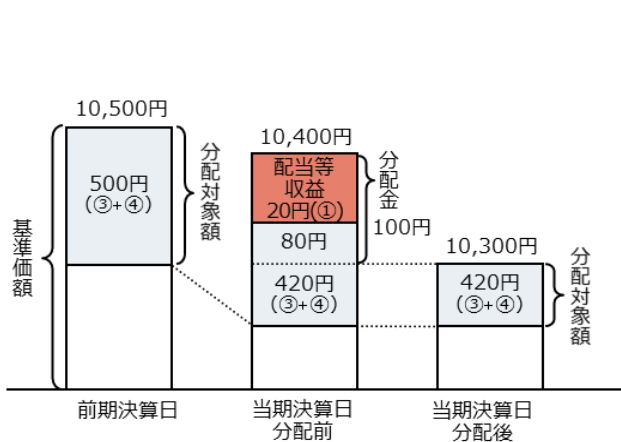 10,500円
500円
(③+④)
分配対象額
基準価額
前期決算日
10,400円
配当等
収益
20円(①)
80円
420円
(③+④)
分配金
100円
当期決算日
分配前
10,300円
420円
(③+④)
分配対象額
当期決算日
分配後